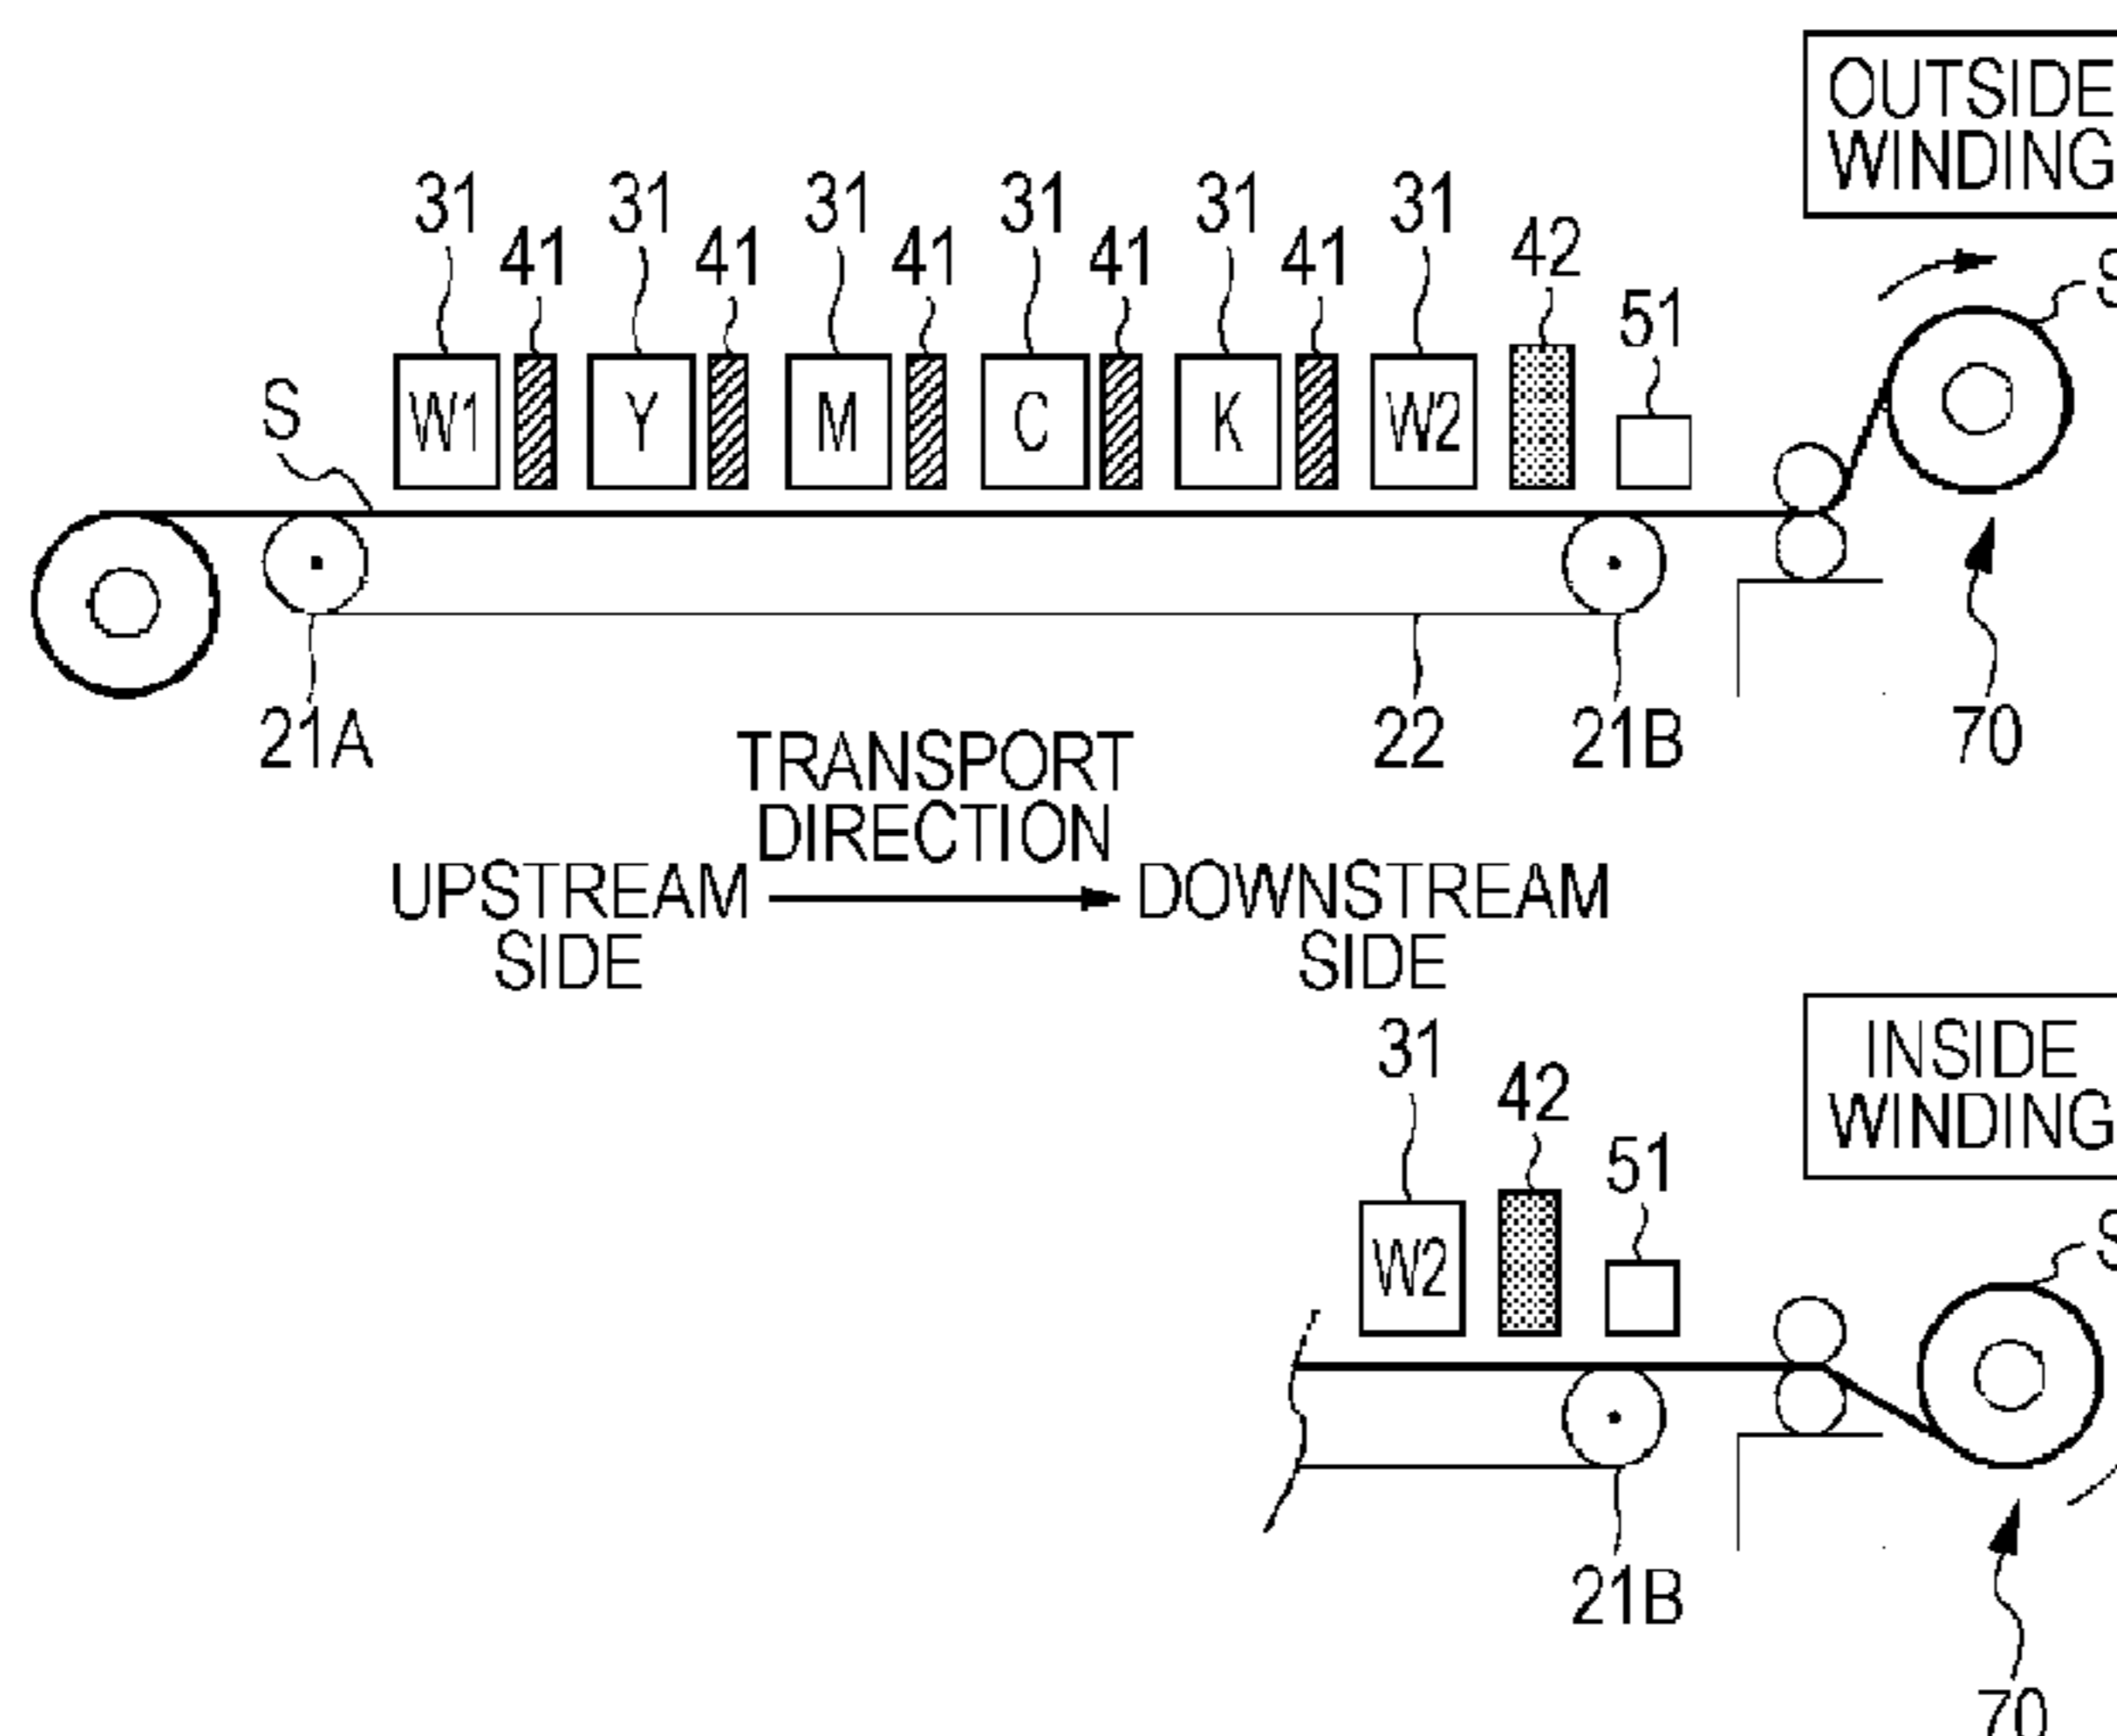 OUTSIDE
WINDING
31 31 31 31 31 31
41 41 41 41 41 42
51
S
S
W1 Y M C K W2
21A 22 21B 70
TRANSPORT
DIRECTION
UPSTREAM DOWNSTREAM
SIDE SIDE
INSIDE
WINDING
31
42
51
S
W2
21B
70